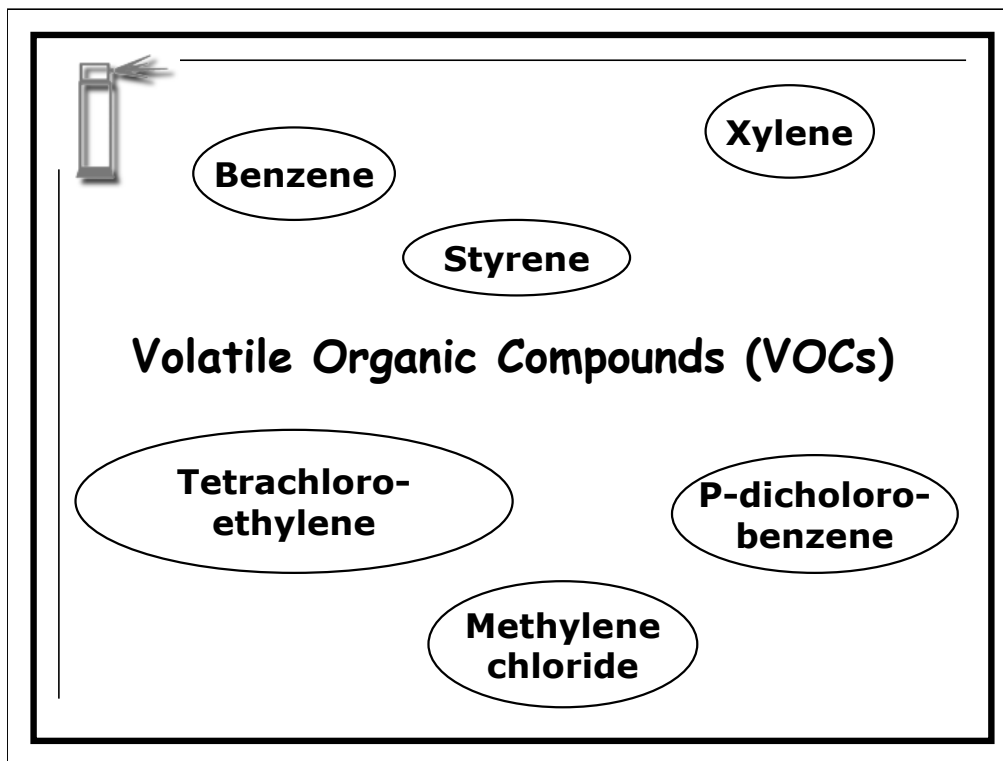 Xylene
Benzene
Styrene
Volatile Organic Compounds (VOCs)
Tetrachloro-
ethylene
P-dicholoro-
benzene
Methylene
chloride